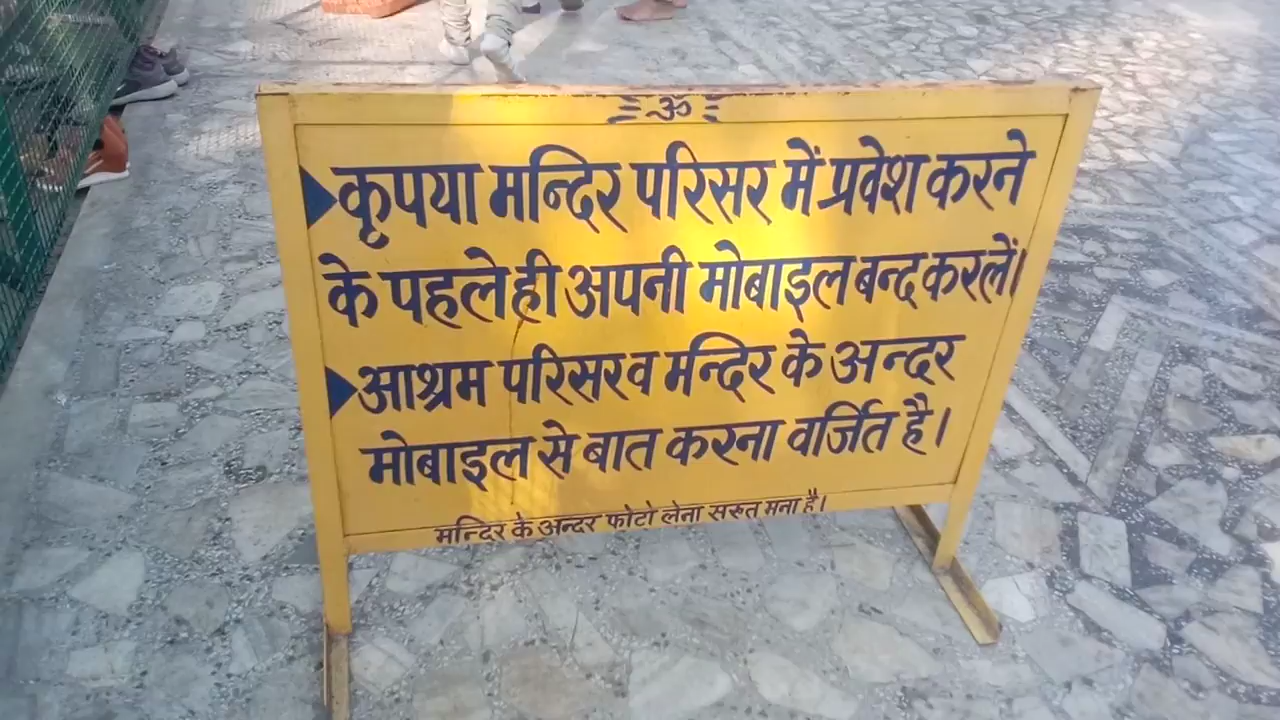 ॐ
कृपया मन्दिर परिसर में प्रवेश करने
के पहले ही अपनी मोबाइल बन्द करलें।
आश्रम परिसर व मन्दिर के अन्दर
मोबाइल से बात करना वर्जित है।
मन्दिर के अन्दर फोटो लेना सख्त मना है।